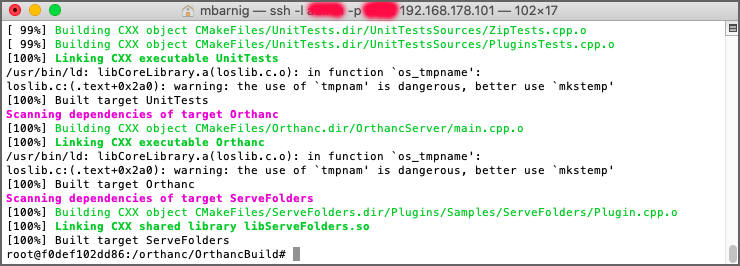 mbarnig — ssh -l -p 192.168.178.101 — 102×17
[ 99%] Building CXX object CMakeFiles/UnitTests.dir/UnitTestsSources/ZipTests.cpp.o
[ 99%] Building CXX object CMakeFiles/UnitTests.dir/UnitTestsSources/PluginsTests.cpp.o
[100%] Linking CXX executable UnitTests
/usr/bin/ld: libCoreLibrary.a(loslib.c.o): in function `os_tmpname':
loslib.c:(.text+0x2a0): warning: the use of `tmpnam' is dangerous, better use `mkstemp'
[100%] Built target UnitTests
Scanning dependencies of target Orthanc
[100%] Building CXX object CMakeFiles/Orthanc.dir/OrthancServer/main.cpp.o
[100%] Linking CXX executable Orthanc
/usr/bin/ld: libCoreLibrary.a(loslib.c.o): in function `os_tmpname':
loslib.c:(.text+0x2a0): warning: the use of `tmpnam' is dangerous, better use `mkstemp'
[100%] Built target Orthanc
Scanning dependencies of target ServeFolders
[100%] Building CXX object CMakeFiles/ServeFolders.dir/Plugins/Samples/ServeFolders/Plugin.cpp.o
[100%] Linking CXX shared library libServeFolders.so
[100%] Built target ServeFolders
root@f0def102dd86:/orthanc/OrthancBuild#